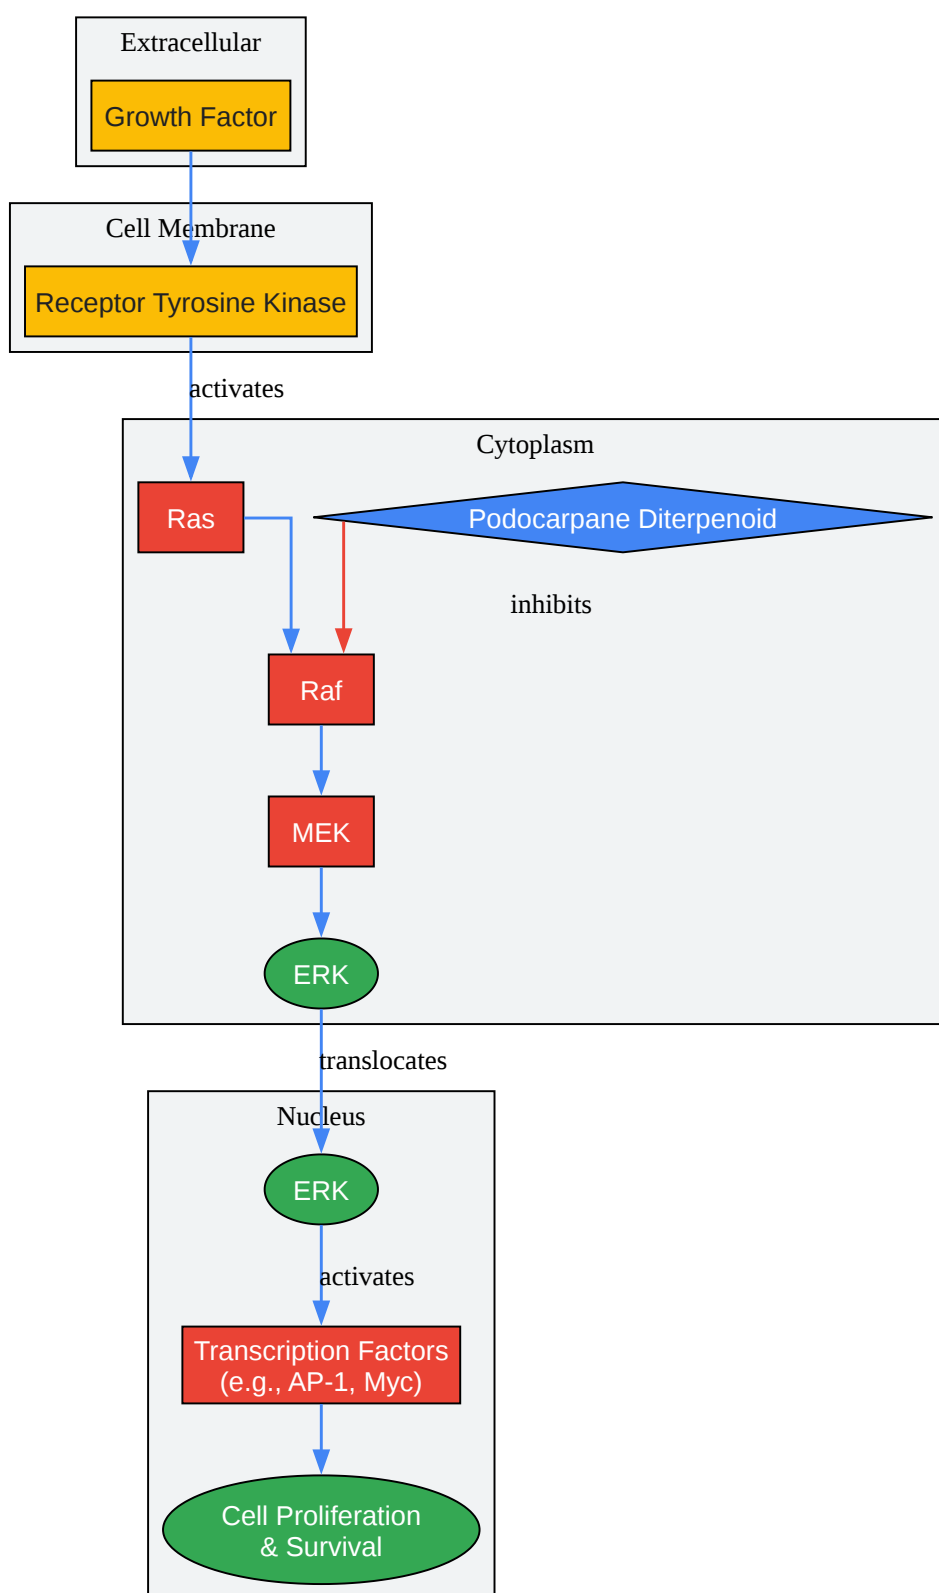 Extracellular
Growth Factor
Cell Membrane
Receptor Tyrosine Kinase
activates
Cytoplasm
Ras
Podocarpane Diterpenoid
inhibits
Raf
MEK
ERK
translocates
Nucleus
ERK
activates
Transcription Factors
(e.g., AP-1, Myc)
Cell Proliferation
& Survival